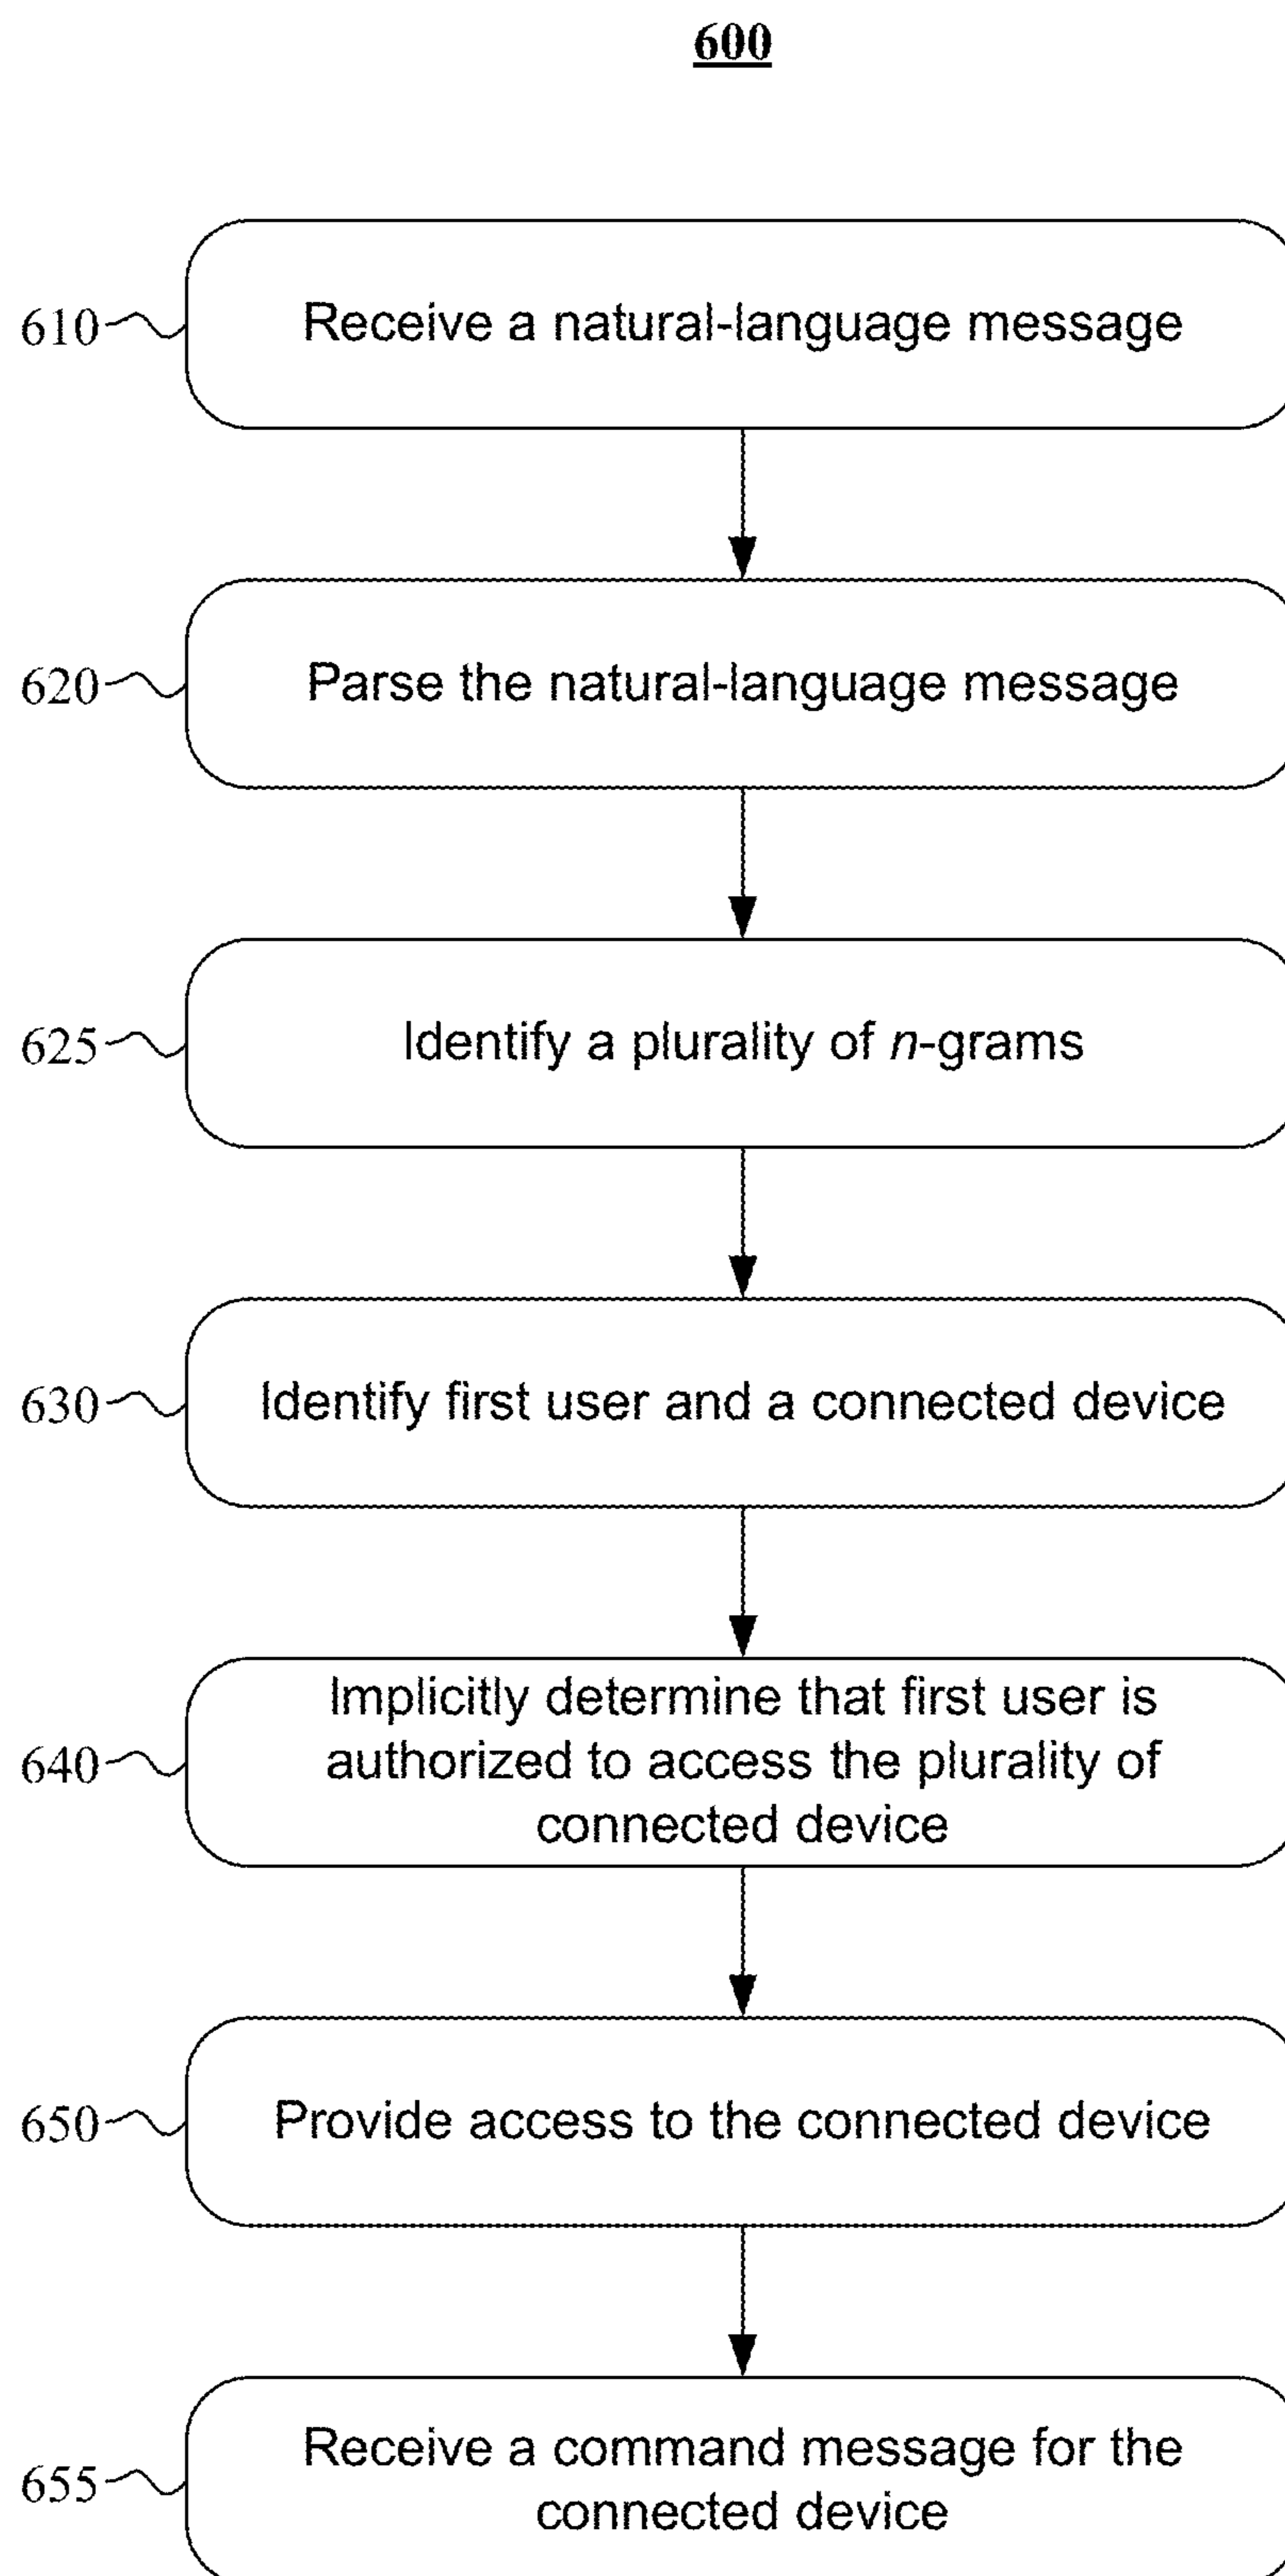 600
610
Receive a natural-language message
620
Parse the natural-language message
625
Identify a plurality of n-grams
630
Identify first user and a connected device
640
Implicitly determine that first user is
authorized to access the plurality of
connected device
650
Provide access to the connected device
655
Receive a command message for the
connected device